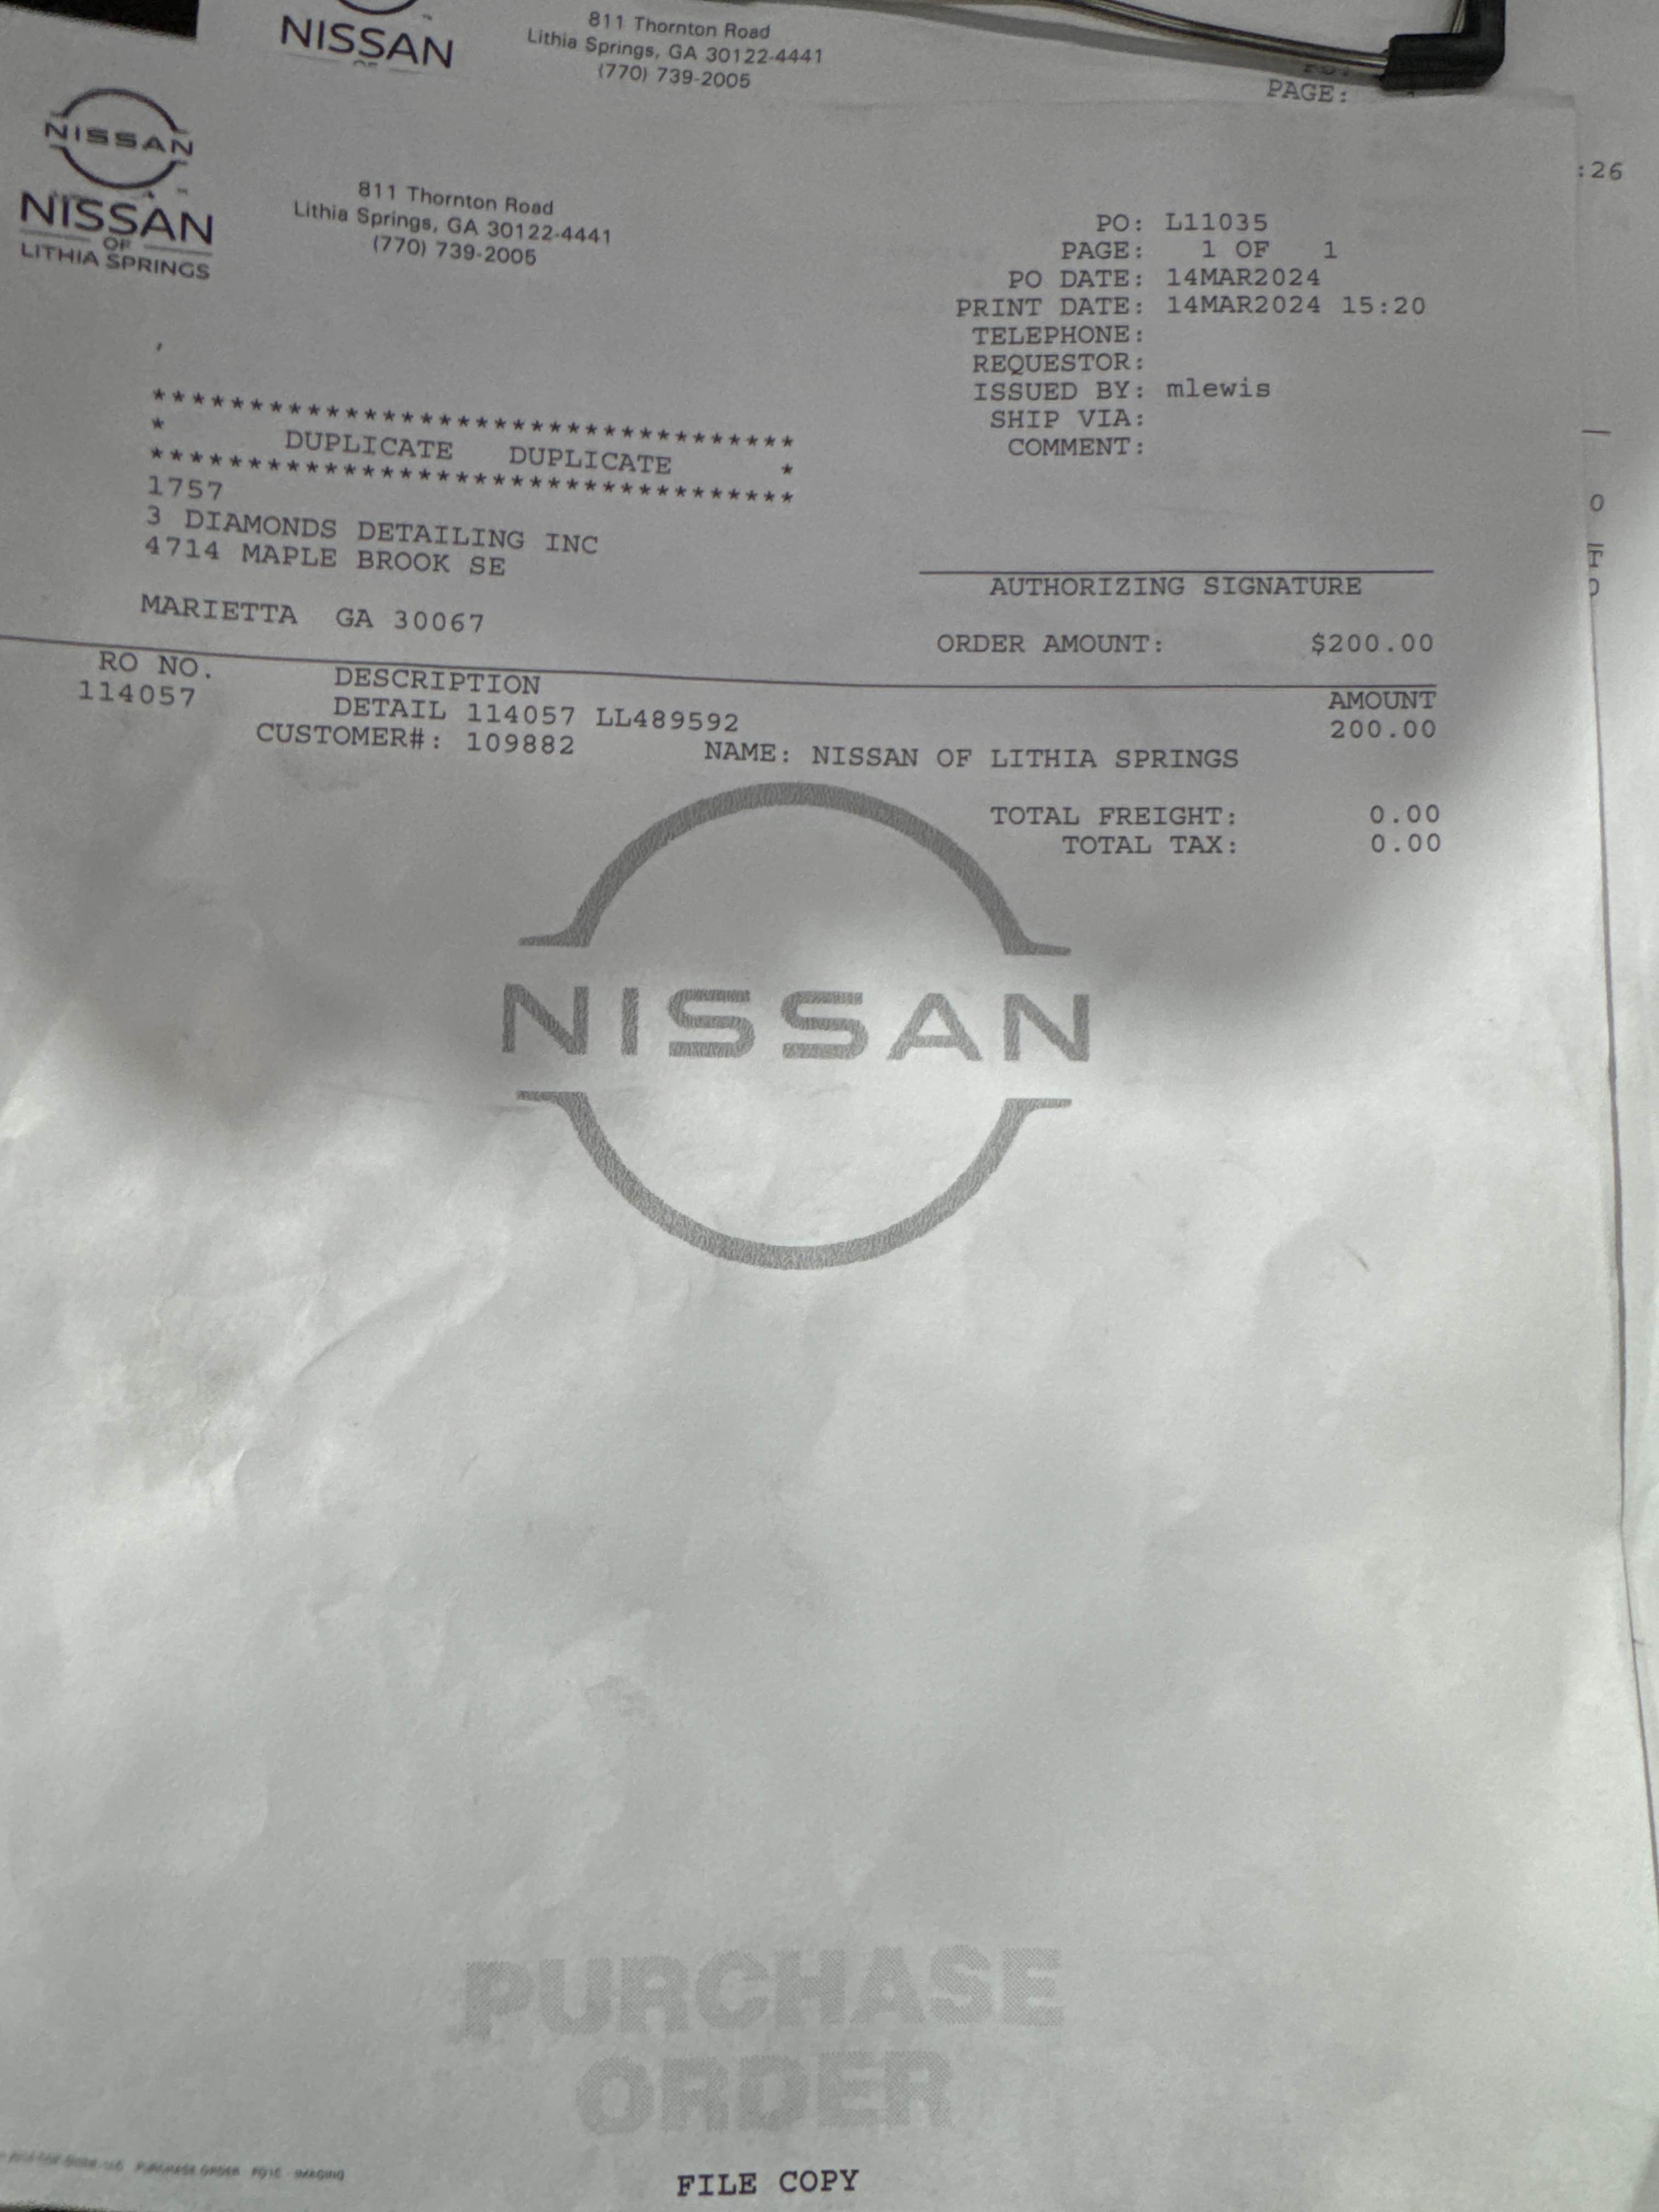 NISSAN
811 Thornton Road
Lithia Springs, GA 30122-4441
(770) 739-2005
PAGE:
:26
NISSAN
NISSAN
OF
LITHIA SPRINGS
811 Thornton Road
Lithia Springs, GA 30122-4441
(770) 739-2005
PO: L11035
PAGE: 1 OF 1
PO DATE: 14MAR2024
PRINT DATE: 14MAR2024 15:20
TELEPHONE:
REQUESTOR:
ISSUED BY: mlewis
SHIP VIA:
COMMENT:
**********************************
* DUPLICATE DUPLICATE *
**********************************
1757
3 DIAMONDS DETAILING INC
4714 MAPLE BROOK SE
MARIETTA GA 30067
AUTHORIZING SIGNATURE
ORDER AMOUNT: $200.00
RO NO. DESCRIPTION AMOUNT
114057 DETAIL 114057 LL489592 200.00
CUSTOMER#: 109882 NAME: NISSAN OF LITHIA SPRINGS
TOTAL FREIGHT: 0.00
TOTAL TAX: 0.00
NISSAN
PURCHASE
ORDER
PURCHASE ORDER IMAGING
FILE COPY